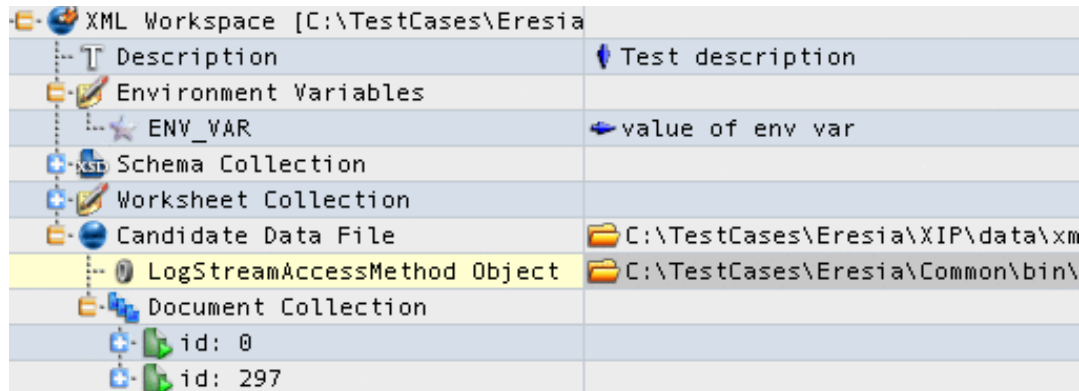 XML Workspace [C:\TestCases\Eresia
Description Test description
Environment Variables
ENV_VAR value of env var
XSD Schema Collection
Worksheet Collection
Candidate Data File C:\TestCases\Eresia\XIP\data\xm
LogStreamAccessMethod Object C:\TestCases\Eresia\Common\bin\
Document Collection
id: 0
id: 297